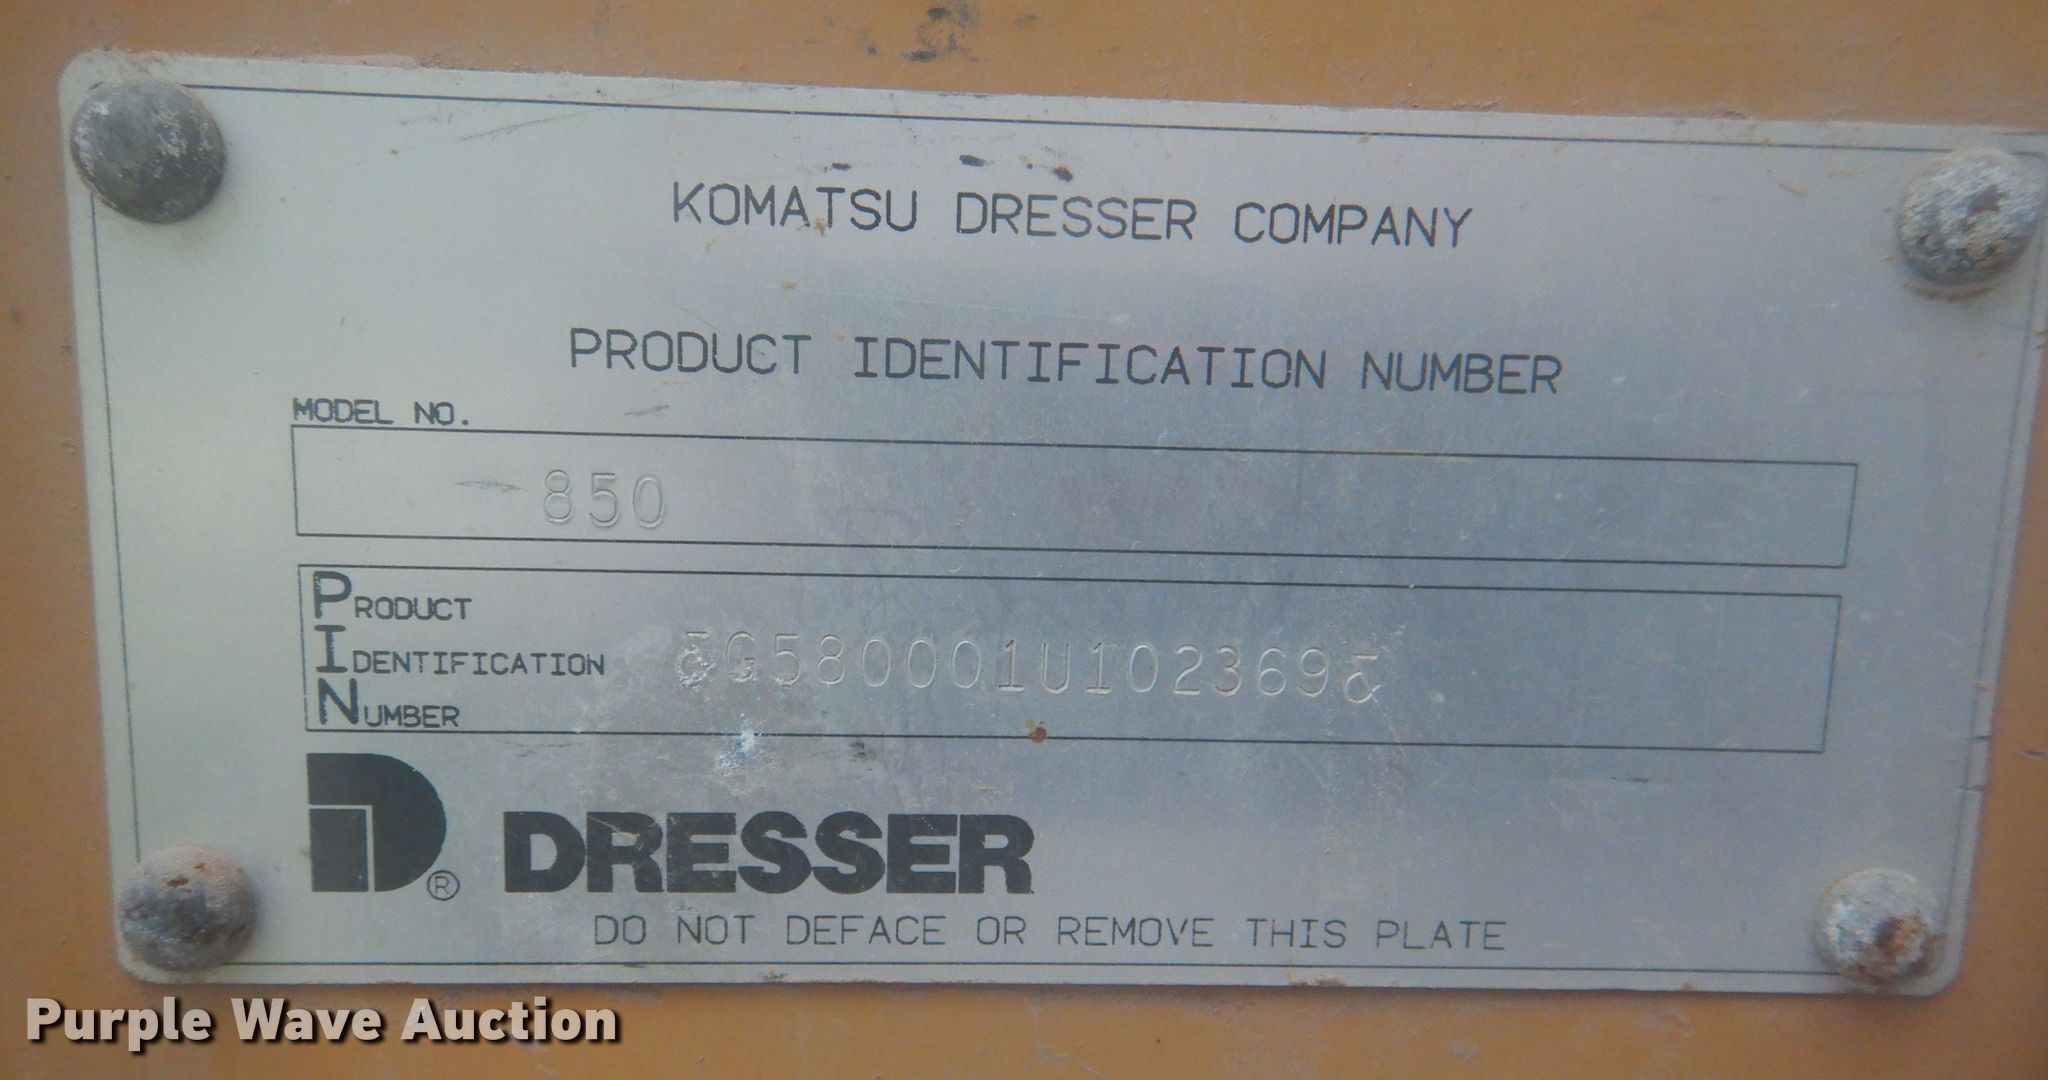 KOMATSU DRESSER COMPANY
PRODUCT IDENTIFICATION NUMBER
MODEL NO.
850
PRODUCT
IDENTIFICATION
NUMBER
G580001U102369
® DRESSER
DO NOT DEFACE OR REMOVE THIS PLATE
Purple Wave Auction